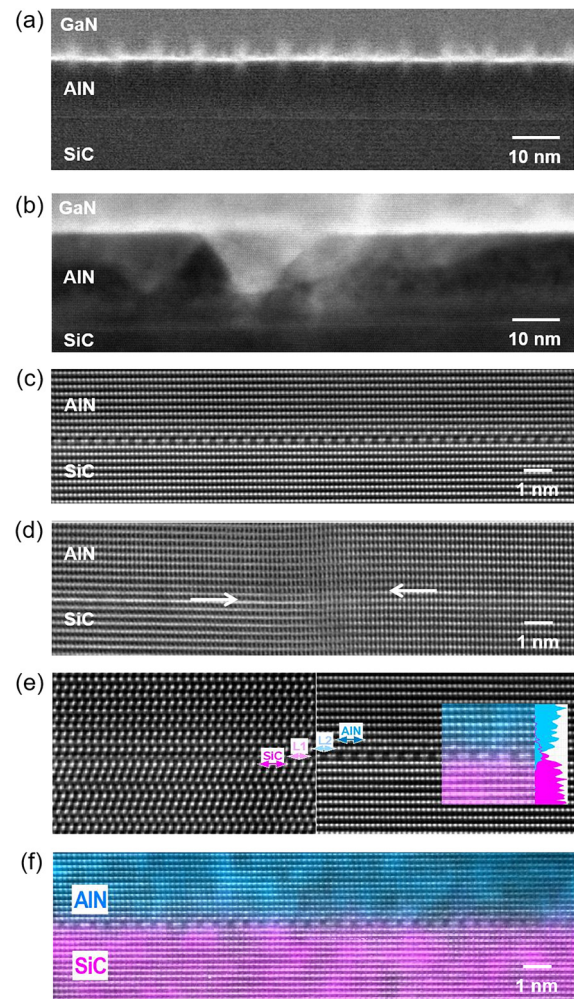 (a)
GaN
AlN
SiC
10 nm
(b)
GaN
AlN
SiC
10 nm
(c)
AlN
SiC
1 nm
(d)
AlN
SiC
1 nm
(e)
SiC L1 L2 AlN
(f)
AlN
SiC
1 nm